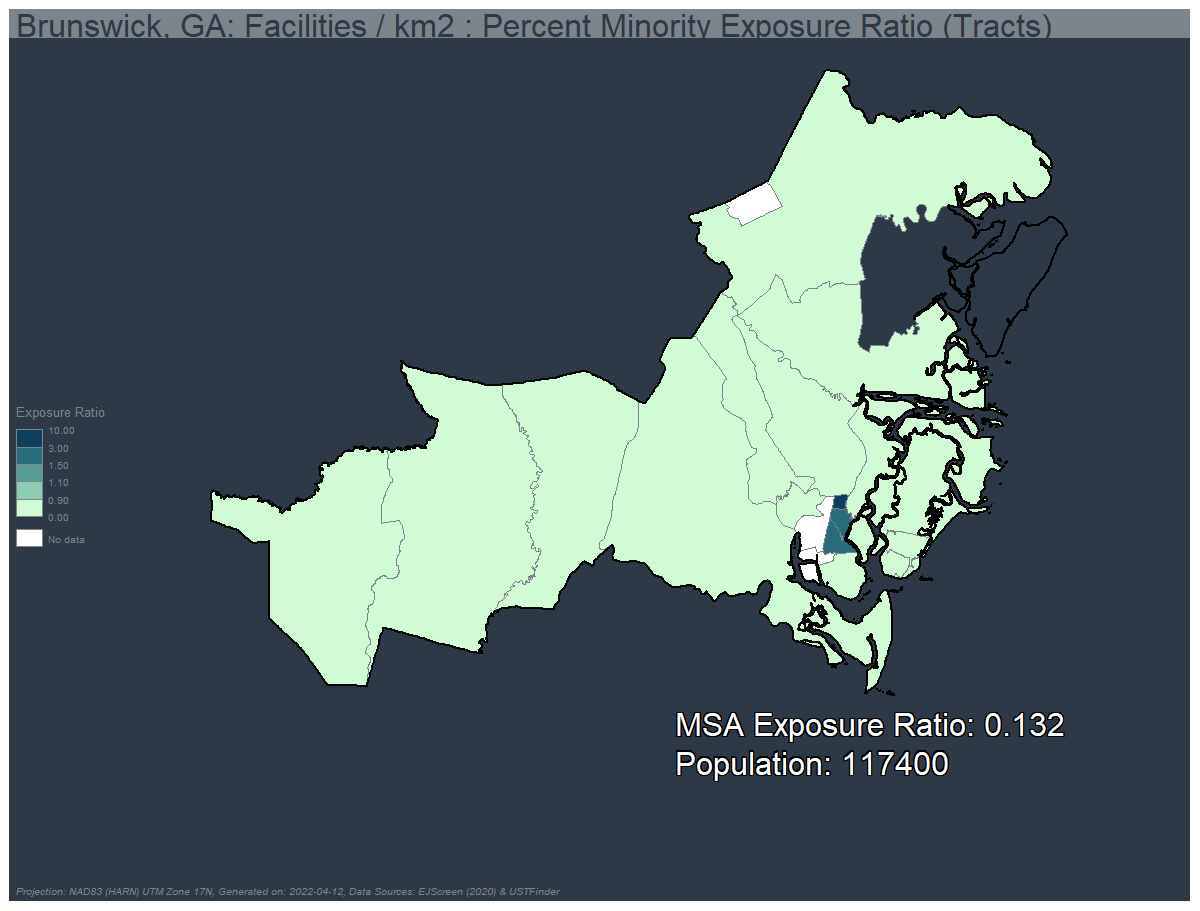 Brunswick, GA: Facilities / km2 : Percent Minority Exposure Ratio (Tracts)
Exposure Ratio
10.00
3.00
1.50
1.10
0.90
0.00
No data
MSA Exposure Ratio: 0.132
Population: 117400
Projection: NAD83 (HARN) UTM Zone 17N, Generated on: 2022-04-12, Data Sources: EJScreen (2020) & USTFinder